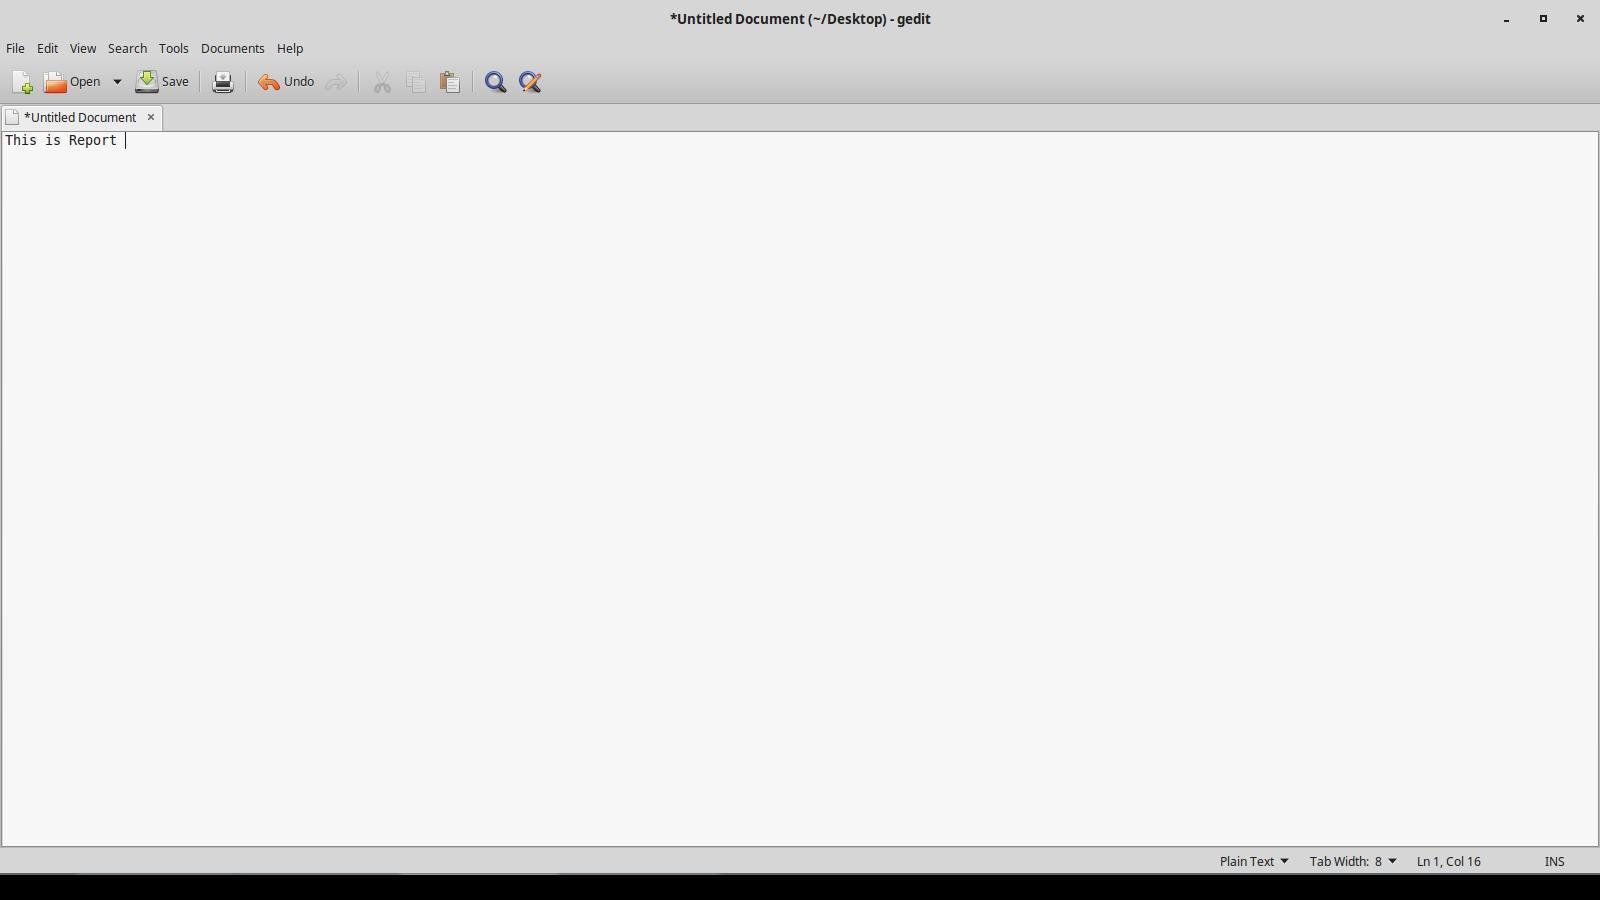 *Untitled Document (~/Desktop) - gedit
File Edit View Search Tools Documents Help
Open Save Undo
*Untitled Document
This is Report
Plain Text Tab Width: 8 Ln 1, Col 16 INS